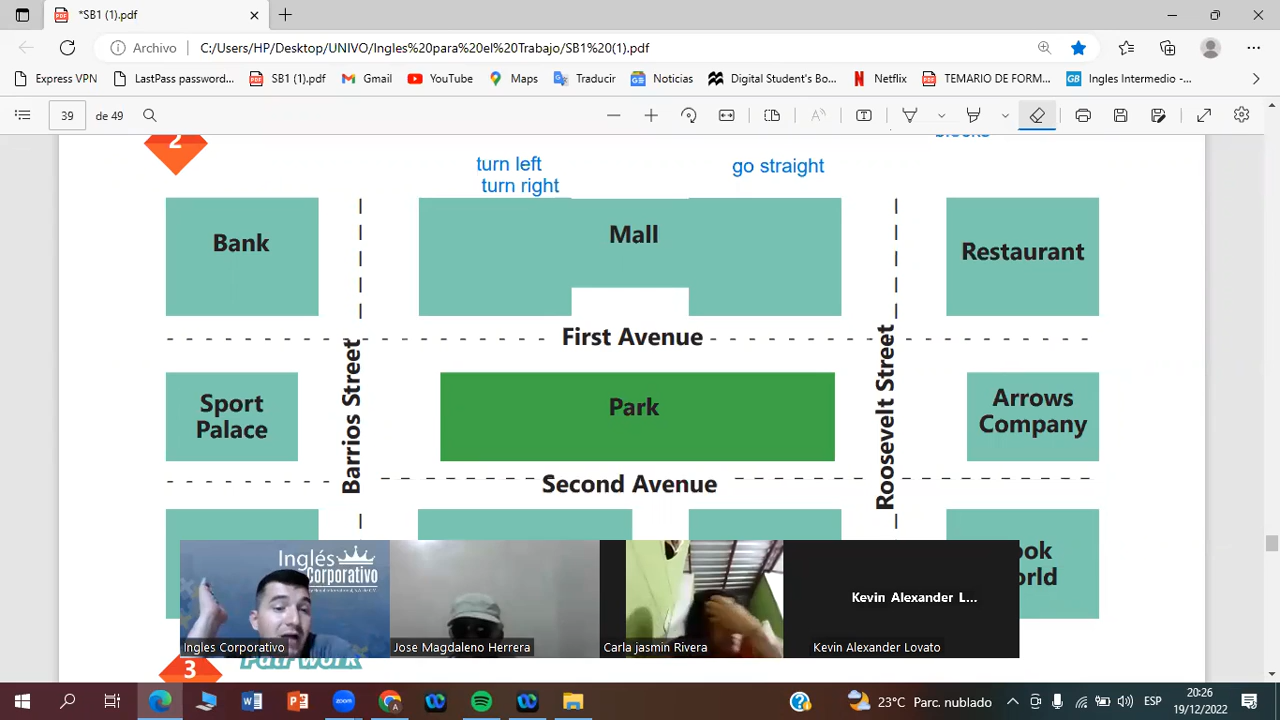 *SB1 (1).pdf
Archivo
C:/Users/HP/Desktop/UNIVO/Ingles%20para%20el%20Trabajo/SB1%20(1).pdf
Express VPN
LastPass password...
SB1 (1).pdf
Gmail
YouTube
Maps
Traducir
Noticias
Digital Student's Bo...
Netflix
TEMARIO DE FORM...
Ingles Intermedio -...
39
de 49
2
blocks
turn left
turn right
go straight
Bank
Mall
Restaurant
First Avenue
Barrios Street
Roosevelt Street
Sport
Palace
Park
Arrows
Company
Second Avenue
Inglés
Corporativo
Ingles Corporativo
Jose Magdaleno Herrera
Carla jasmin Rivera
Kevin Alexander L...
Kevin Alexander Lovato
3
Pair work
23°C Parc. nublado
ESP
20:26
19/12/2022